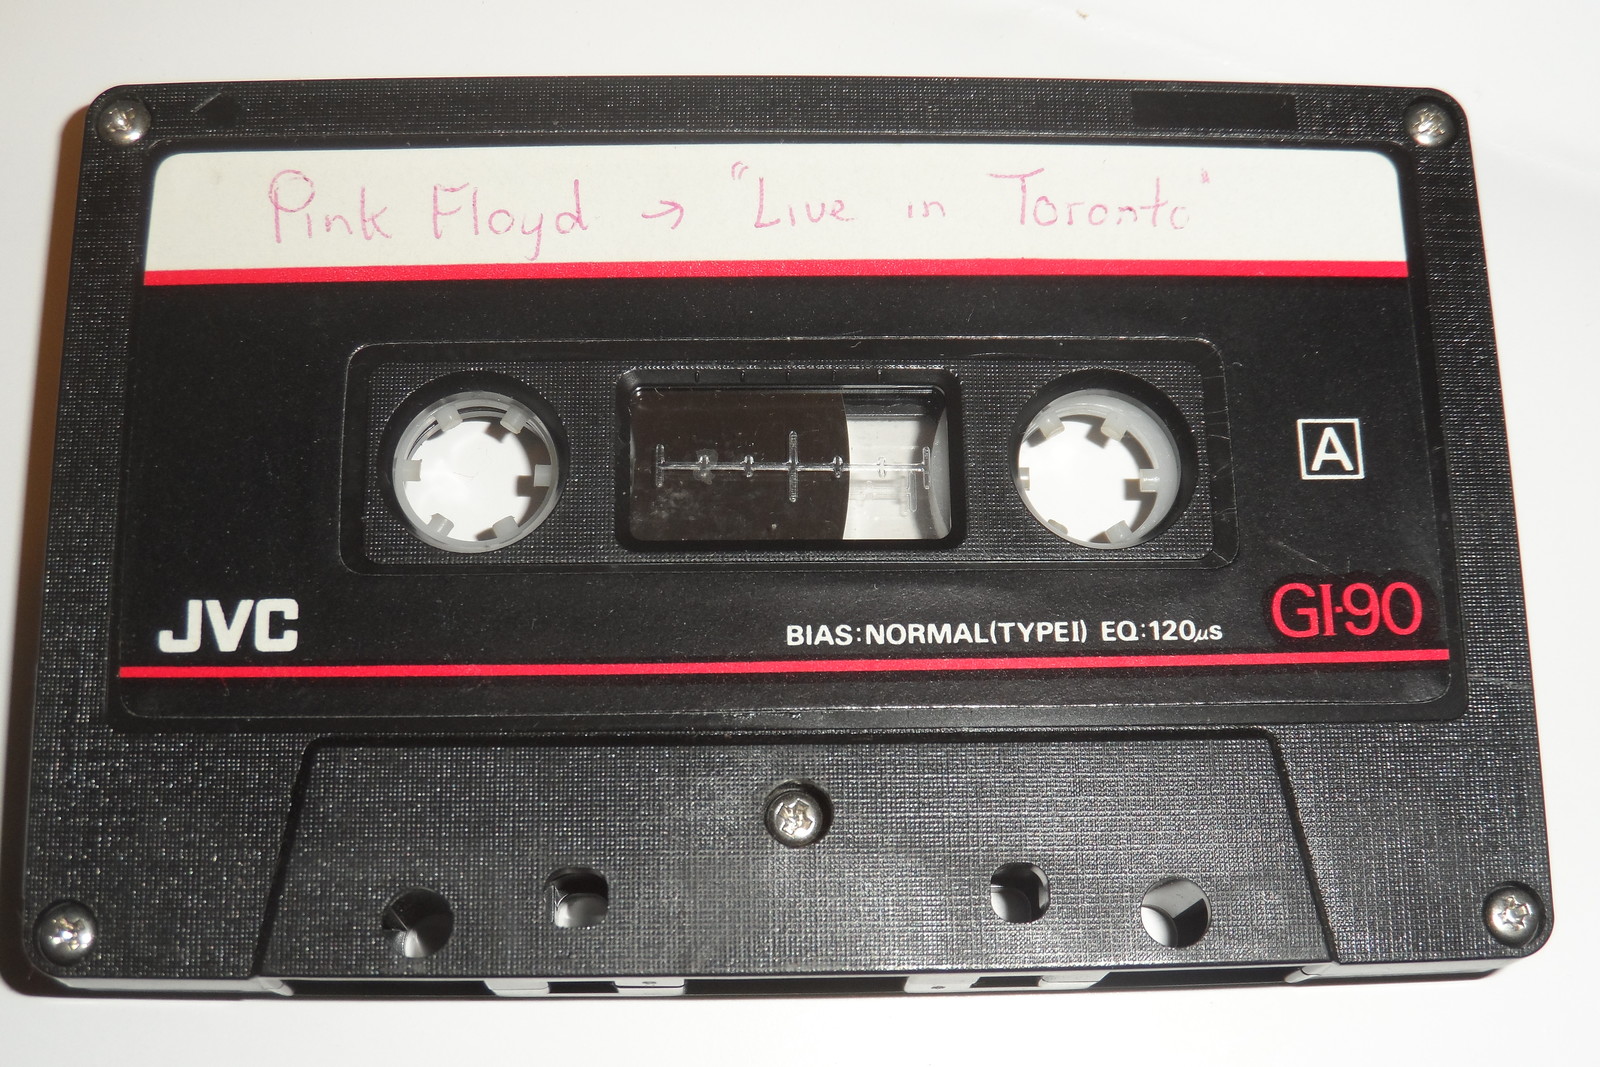 Pink Floyd → "Live in Toronto"
A
JVC
BIAS:NORMAL(TYPEI) EQ:120µs
GI-90